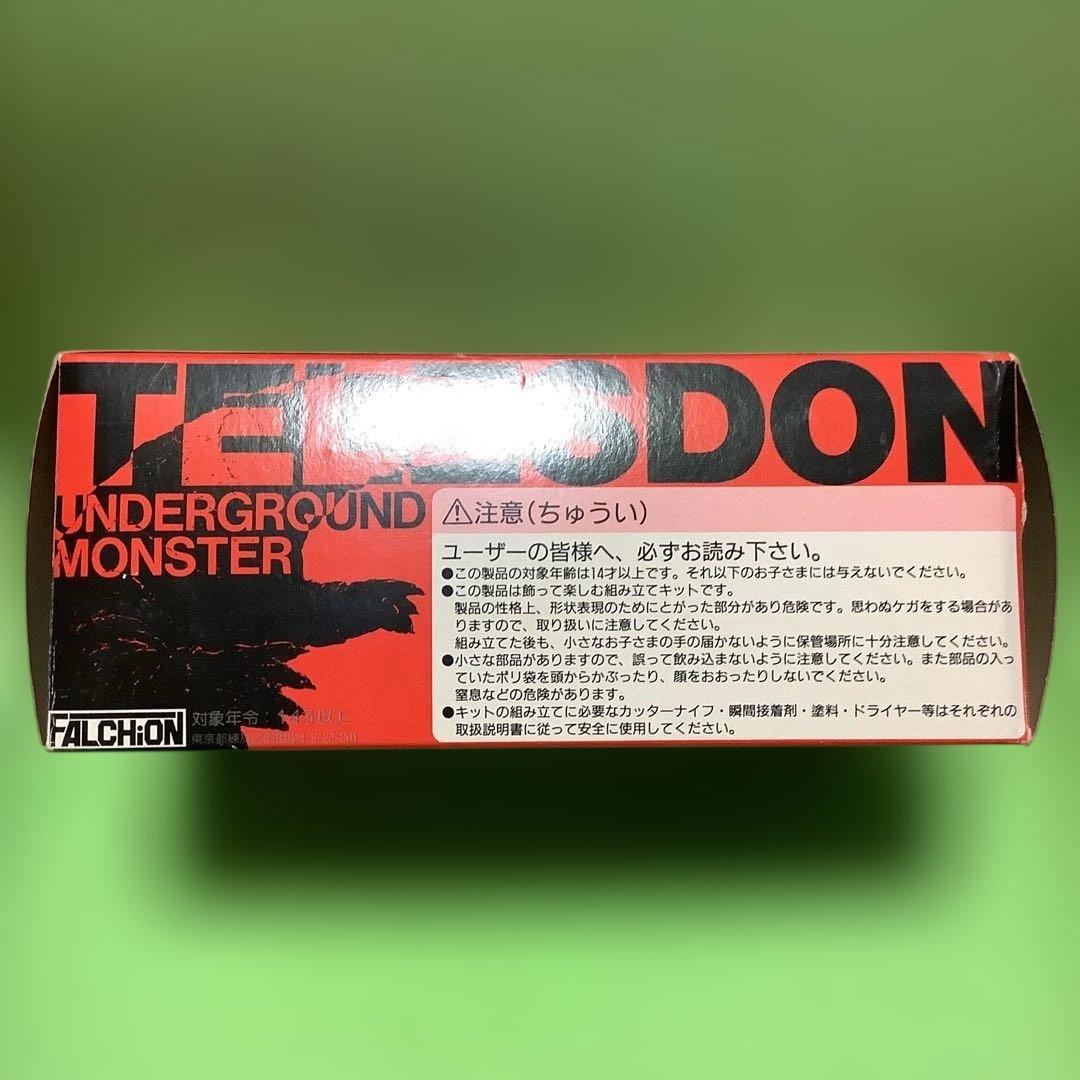 TELESDON
UNDERGROUND
MONSTER
⚠注意(ちゅうい)
ユーザーの皆様へ、必ずお読み下さい。
●この製品の対象年齢は14才以上です。それ以下のお子さまには与えないでください。
●この製品は飾って楽しむ組み立てキットです。
製品の性格上、形状表現のためにとがった部分があり危険です。思わぬケガをする場合があ
りますので、取り扱いに注意してください。
組み立てた後も、小さなお子さまの手の届かないように保管場所に十分注意してください。
●小さな部品がありますので、誤って飲み込まないように注意してください。また部品の入っ
ていたポリ袋を頭からかぶったり、顔をおおったりしないでください。
窒息などの危険があります。
●キットの組み立てに必要なカッターナイフ・瞬間接着剤・塗料・ドライヤー等はそれぞれの
取扱説明書に従って安全に使用してください。
FALCHiON
対象年令:14才以上
東京都練